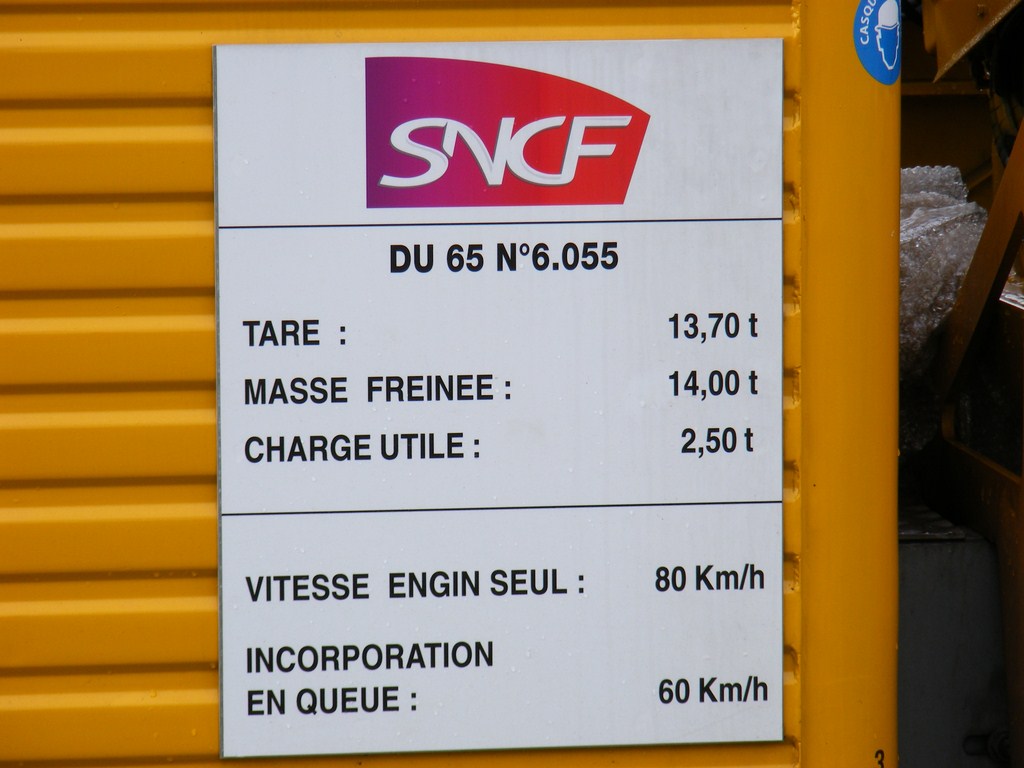 SNCF
DU 65 N°6.055
TARE : 13,70 t
MASSE FREINEE : 14,00 t
CHARGE UTILE : 2,50 t
VITESSE ENGIN SEUL : 80 Km/h
INCORPORATION
EN QUEUE : 60 Km/h
3